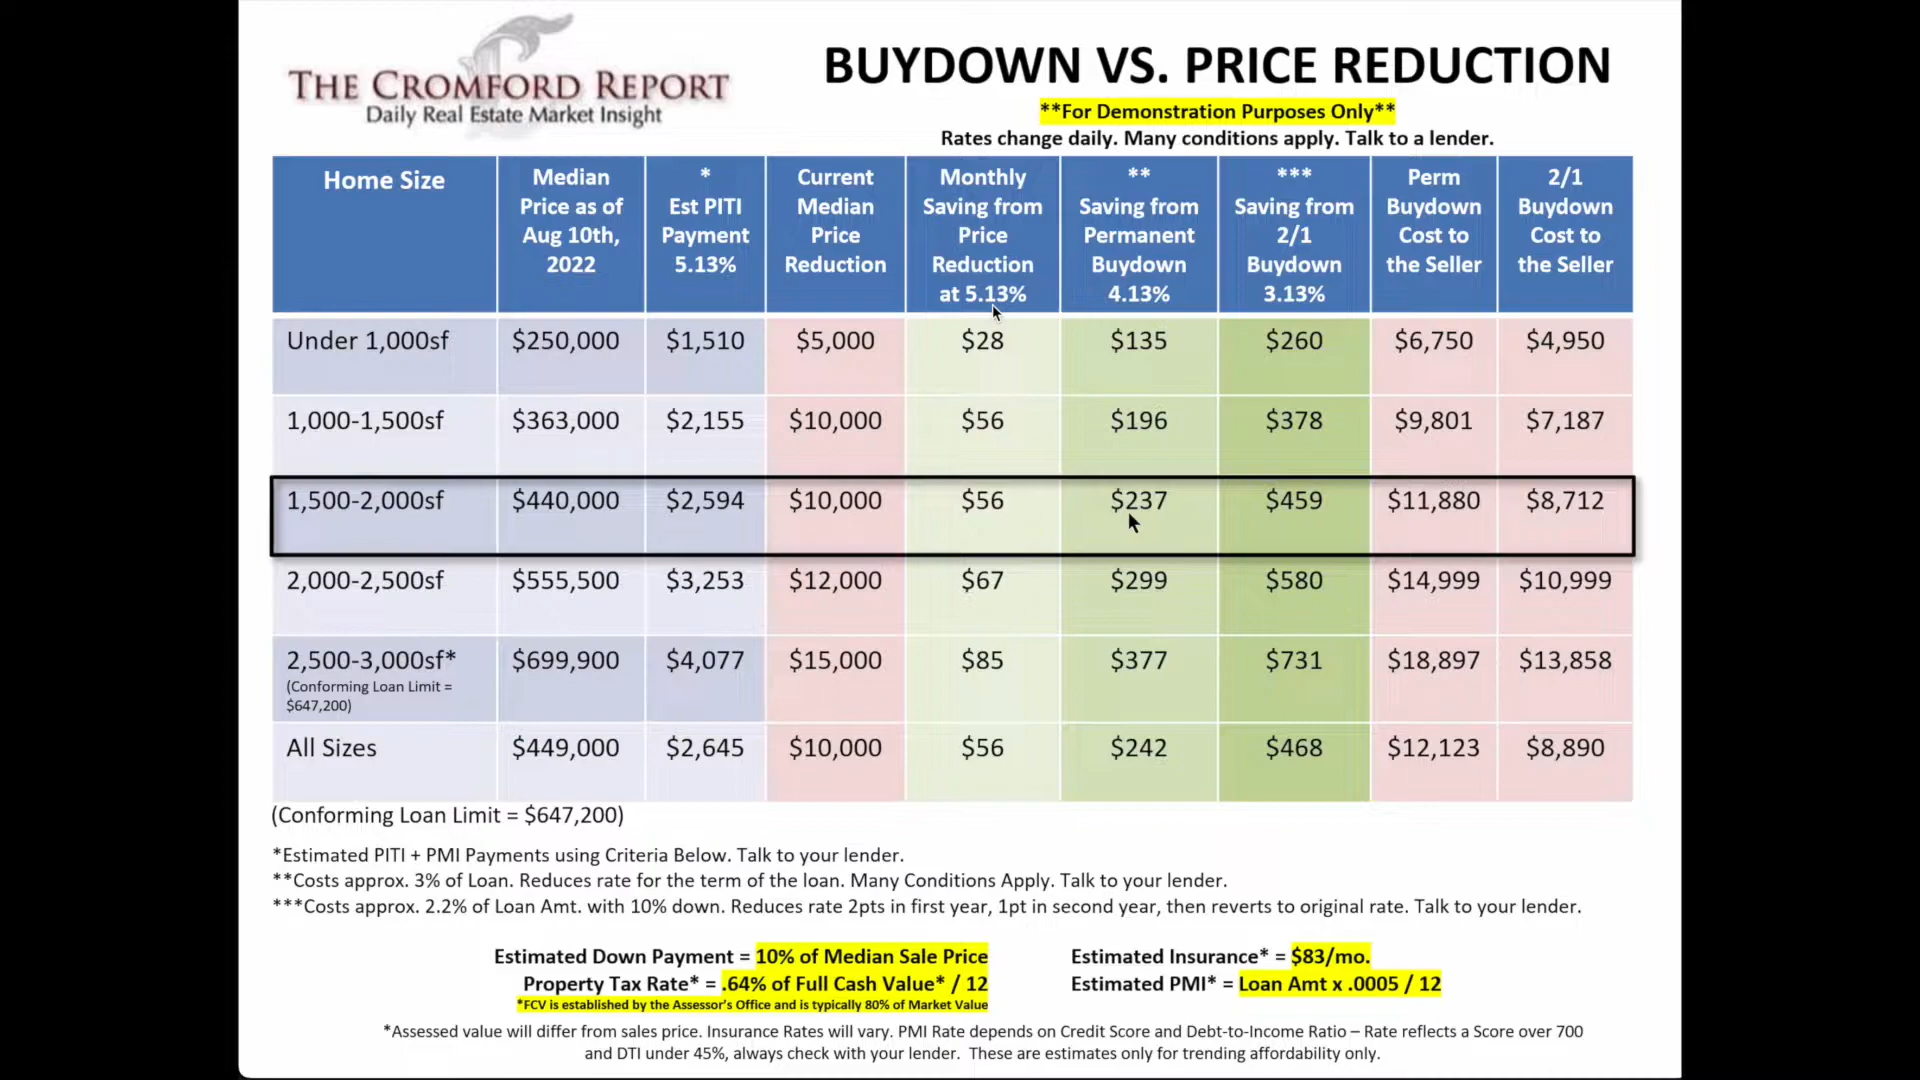 THE CROMFORD REPORT
Daily Real Estate Market Insight
BUYDOWN VS. PRICE REDUCTION
**For Demonstration Purposes Only**
Rates change daily. Many conditions apply. Talk to a lender.
Home Size
Median
Price as of
Aug 10th,
2022
*
Est PITI
Payment
5.13%
Current
Median
Price
Reduction
Monthly
Saving from
Price
Reduction
at 5.13%
**
Saving from
Permanent
Buydown
4.13%
***
Saving from
2/1
Buydown
3.13%
Perm
Buydown
Cost to
the Seller
2/1
Buydown
Cost to
the Seller
Under 1,000sf $250,000 $1,510 $5,000 $28 $135 $260 $6,750 $4,950
1,000-1,500sf $363,000 $2,155 $10,000 $56 $196 $378 $9,801 $7,187
1,500-2,000sf $440,000 $2,594 $10,000 $56 $237 $459 $11,880 $8,712
2,000-2,500sf $555,500 $3,253 $12,000 $67 $299 $580 $14,999 $10,999
2,500-3,000sf* $699,900 $4,077 $15,000 $85 $377 $731 $18,897 $13,858
(Conforming Loan Limit =
$647,200)
All Sizes $449,000 $2,645 $10,000 $56 $242 $468 $12,123 $8,890
(Conforming Loan Limit = $647,200)
*Estimated PITI + PMI Payments using Criteria Below. Talk to your lender.
**Costs approx. 3% of Loan. Reduces rate for the term of the loan. Many Conditions Apply. Talk to your lender.
***Costs approx. 2.2% of Loan Amt. with 10% down. Reduces rate 2pts in first year, 1pt in second year, then reverts to original rate. Talk to your lender.
Estimated Down Payment = 10% of Median Sale Price
Property Tax Rate* = .64% of Full Cash Value* / 12
*FCV is established by the Assessor's Office and is typically 80% of Market Value
Estimated Insurance* = $83/mo.
Estimated PMI* = Loan Amt x .0005 / 12
*Assessed value will differ from sales price. Insurance Rates will vary. PMI Rate depends on Credit Score and Debt-to-Income Ratio – Rate reflects a Score over 700
and DTI under 45%, always check with your lender. These are estimates only for trending affordability only.